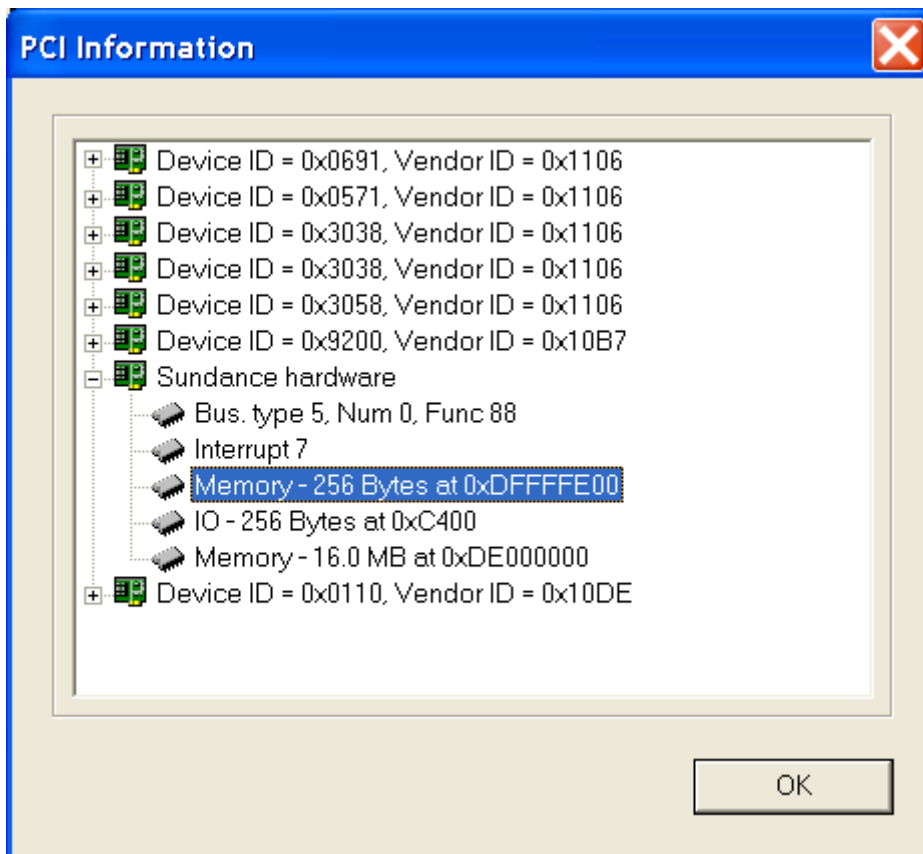 PCI Information
Device ID = 0x0691, Vendor ID = 0x1106
Device ID = 0x0571, Vendor ID = 0x1106
Device ID = 0x3038, Vendor ID = 0x1106
Device ID = 0x3038, Vendor ID = 0x1106
Device ID = 0x3058, Vendor ID = 0x1106
Device ID = 0x9200, Vendor ID = 0x10B7
Sundance hardware
Bus. type 5, Num 0, Func 88
Interrupt 7
Memory - 256 Bytes at 0xDFFFFE00
IO - 256 Bytes at 0xC400
Memory - 16.0 MB at 0xDE000000
Device ID = 0x0110, Vendor ID = 0x10DE
OK